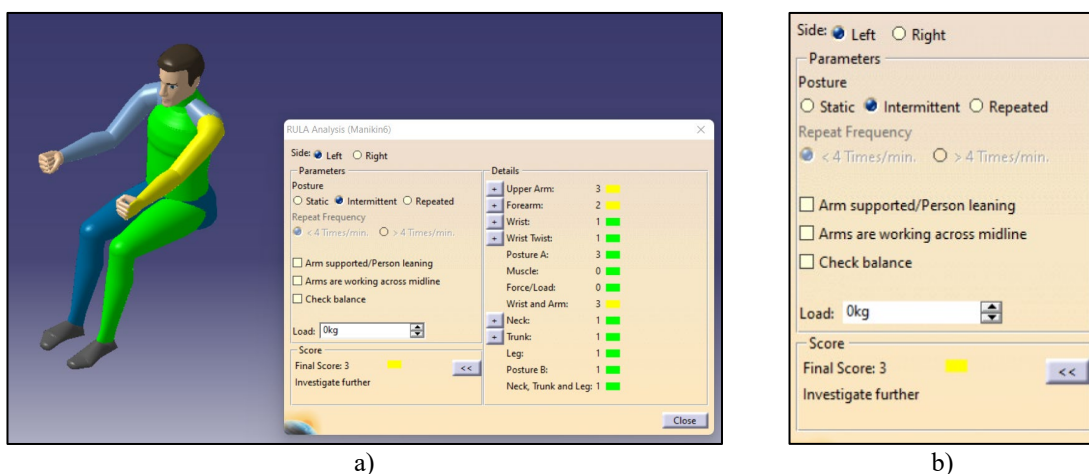 RULA Analysis (Manikin6)
Side: Left Right
Parameters
Posture
Static Intermittent Repeated
Repeat Frequency
< 4 Times/min. > 4 Times/min.
Arm supported/Person leaning
Arms are working across midline
Check balance
Load: 0kg
Score
Final Score: 3
<<
Investigate further
Details
+ Upper Arm: 3
+ Forearm: 2
+ Wrist: 1
+ Wrist Twist: 1
Posture A: 3
Muscle: 0
Force/Load: 0
Wrist and Arm: 3
+ Neck: 1
+ Trunk: 1
Leg: 1
Posture B: 1
Neck, Trunk and Leg: 1
Close
a)
Side: Left Right
Parameters
Posture
Static Intermittent Repeated
Repeat Frequency
< 4 Times/min. > 4 Times/min.
Arm supported/Person leaning
Arms are working across midline
Check balance
Load: 0kg
Score
Final Score: 3
<<
Investigate further
b)